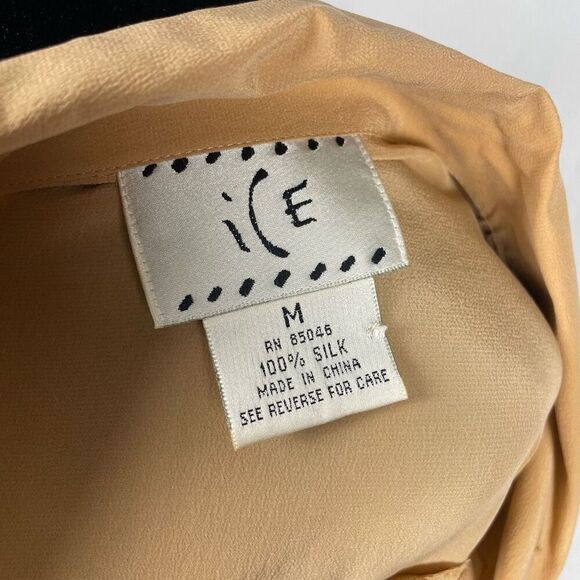 iCE
M
RN 85046
100% SILK
MADE IN CHINA
SEE REVERSE FOR CARE